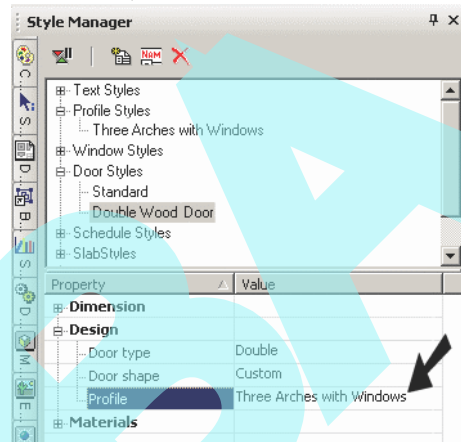 Style Manager
NAM
Text Styles
Profile Styles
Three Arches with Windows
Window Styles
Door Styles
Standard
Double Wood Door
Schedule Styles
SlabStyles
Property Value
Dimension
Design
Door type Double
Door shape Custom
Profile Three Arches with Windows
Materials
C...
S...
D...
B...
S...
D...
M...
E...